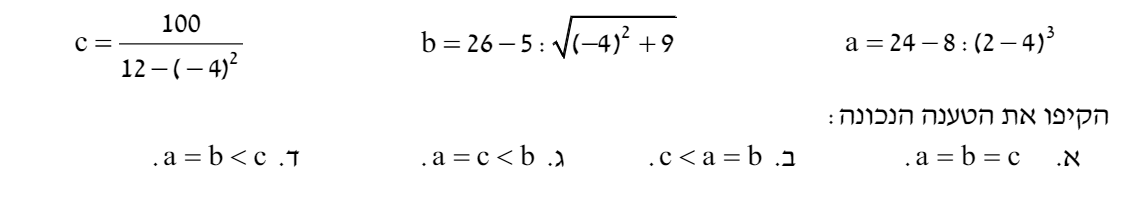 a = 24 − 8 : (2 − 4)³ b = 26 − 5 : √((−4)² + 9) c = 100 / (12 − (−4)²)
הקיפו את הטענה הנכונה :
א. a = b = c . ב. c < a = b . ג. a = c < b . ד. a = b < c .